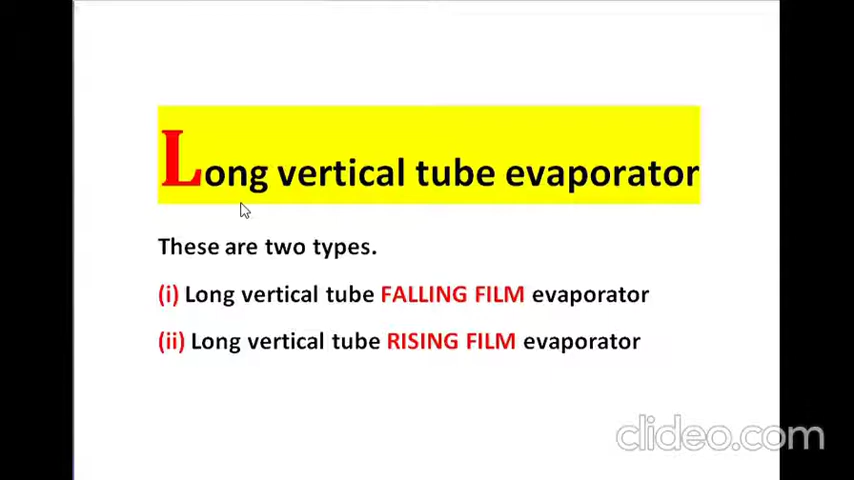 Long vertical tube evaporator
These are two types.
(i) Long vertical tube FALLING FILM evaporator
(ii) Long vertical tube RISING FILM evaporator
clideo.com